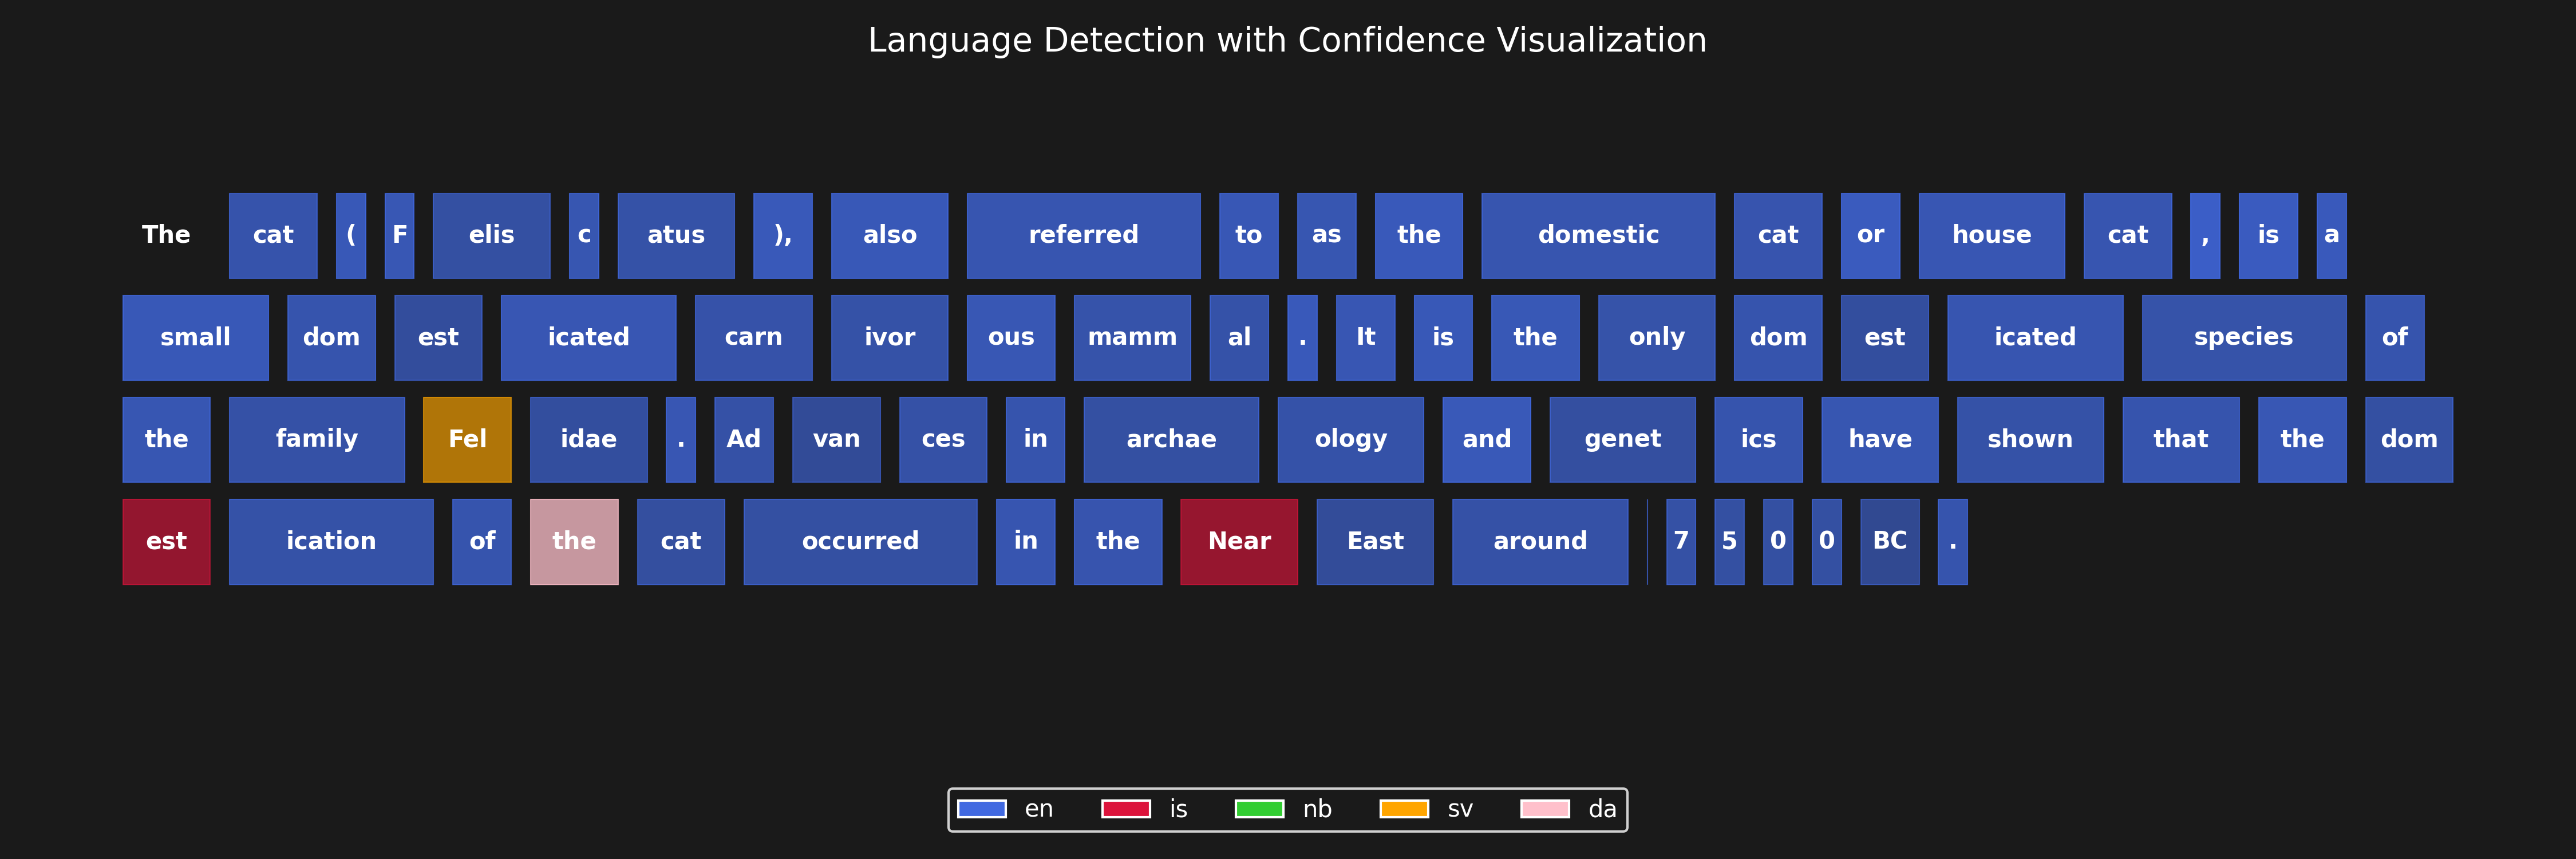 Language Detection with Confidence Visualization
The cat ( F elis c atus ), also referred to as the domestic cat or house cat , is a
small dom est icated carn ivor ous mamm al . It is the only dom est icated species of
the family Fel idae . Ad van ces in archae ology and genet ics have shown that the dom
est ication of the cat occurred in the Near East around 7 5 0 0 BC .
en is nb sv da